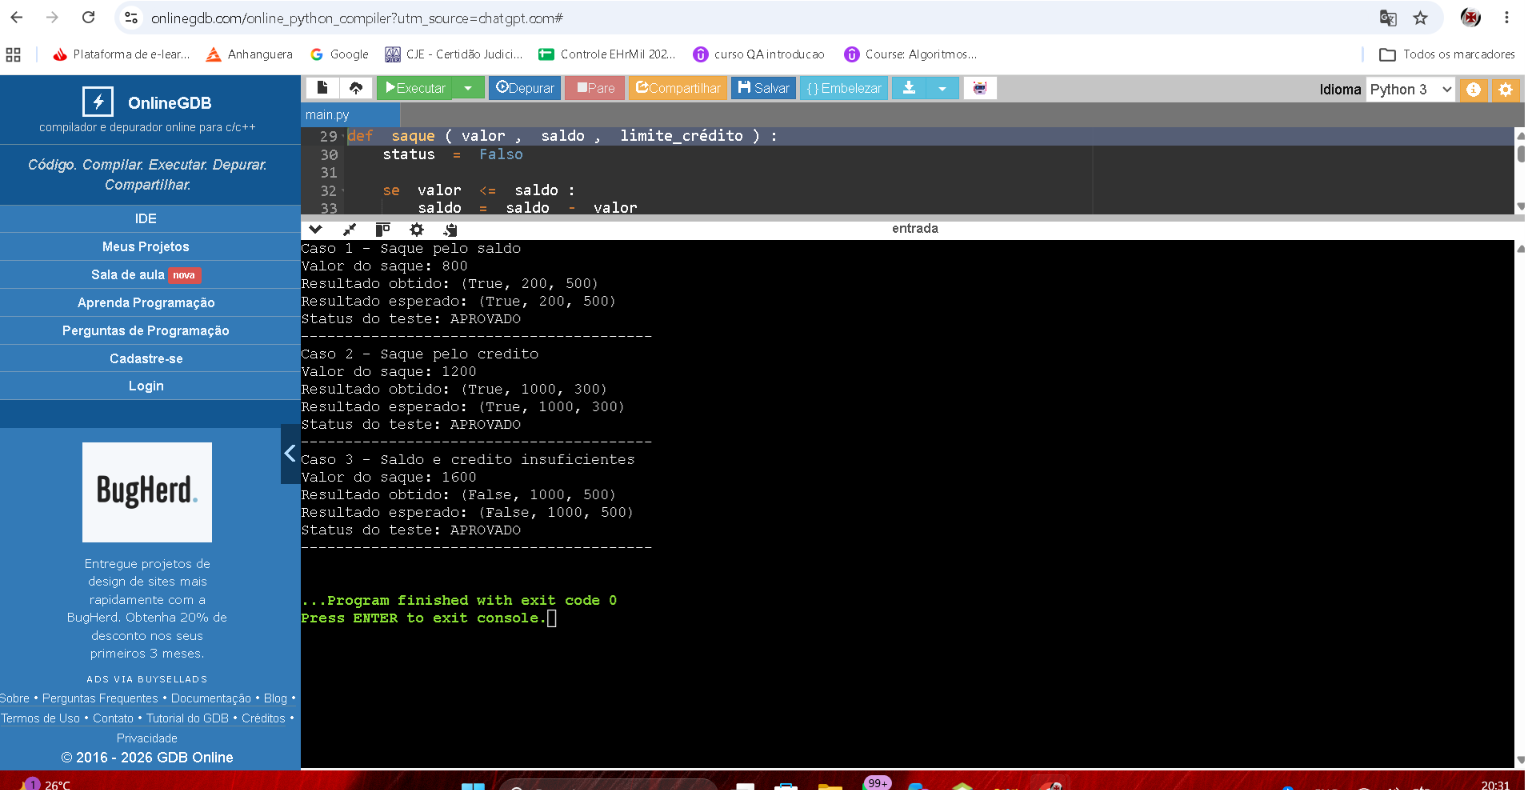 onlinegdb.com/online_python_compiler?utm_source=chatgpt.com#
Plataforma de e-lear... Anhanguera Google CJE - Certidão Judici... Controle EHrMil 202... curso QA introducao Course: Algoritmos... Todos os marcadores
OnlineGDB
compilador e depurador online para c/c++
Código. Compilar. Executar. Depurar.
Compartilhar.
IDE
Meus Projetos
Sala de aula nova
Aprenda Programação
Perguntas de Programação
Cadastre-se
Login
BugHerd.
Entregue projetos de
design de sites mais
rapidamente com a
BugHerd. Obtenha 20% de
desconto nos seus
primeiros 3 meses.
ADS VIA BUYSELLADS
Sobre • Perguntas Frequentes • Documentação • Blog •
Termos de Uso • Contato • Tutorial do GDB • Créditos •
Privacidade
© 2016 - 2026 GDB Online
Executar Depurar Pare Compartilhar Salvar {} Embelezar Idioma Python 3
main.py
29 def saque ( valor , saldo , limite_crédito ) :
30 status = Falso
31
32 se valor <= saldo :
33 saldo = saldo - valor
entrada
Caso 1 - Saque pelo saldo
Valor do saque: 800
Resultado obtido: (True, 200, 500)
Resultado esperado: (True, 200, 500)
Status do teste: APROVADO
----------------------------------------
Caso 2 - Saque pelo credito
Valor do saque: 1200
Resultado obtido: (True, 1000, 300)
Resultado esperado: (True, 1000, 300)
Status do teste: APROVADO
----------------------------------------
Caso 3 - Saldo e credito insuficientes
Valor do saque: 1600
Resultado obtido: (False, 1000, 500)
Resultado esperado: (False, 1000, 500)
Status do teste: APROVADO
----------------------------------------
...Program finished with exit code 0
Press ENTER to exit console.
1 26°C 99+ 20:31